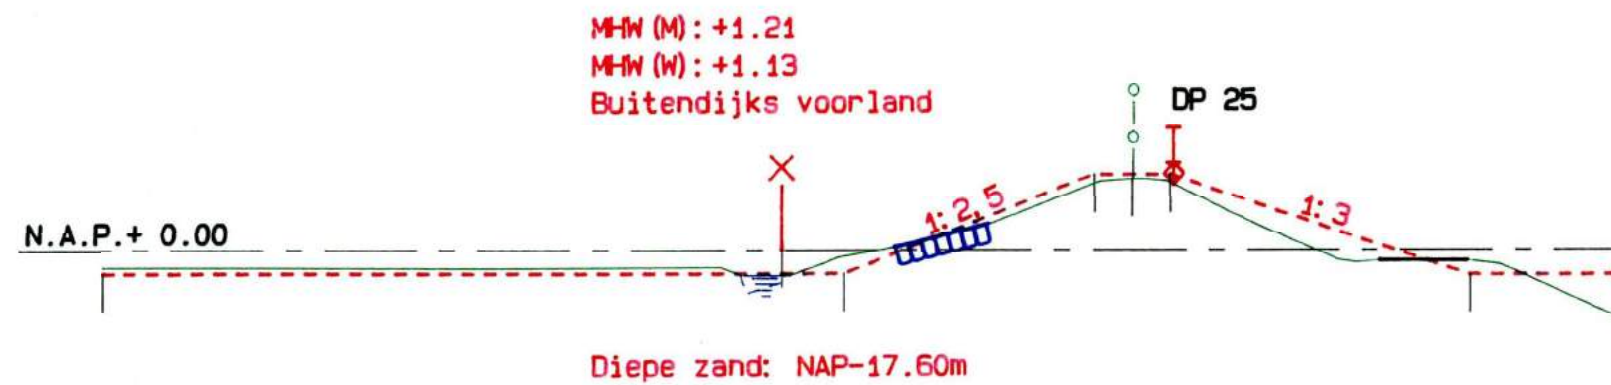 MHW (M): +1.21
MHW (W): +1.13
Buitendijks voorland
DP 25
1: 2,5
1: 3
N.A.P.+ 0.00
Diepe zand: NAP-17.60m